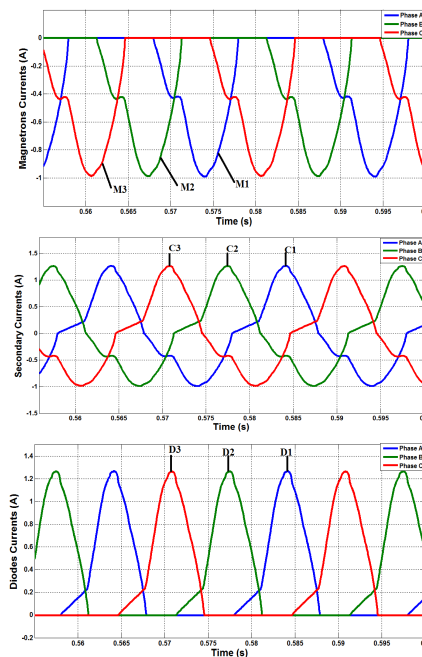 Phase A
Phase B
Phase C
Magnetrons Currents (A)
0
-0.2
-0.4
-0.6
-0.8
-1
M3
M2
M1
0.56
0.565
0.57
0.575
0.58
0.585
0.59
0.595
Time (s)
C3
C2
C1
Phase A
Phase B
Phase C
Secondary Currents (A)
1.5
1
0.5
0
-0.5
-1
-1.5
0.56
0.565
0.57
0.575
0.58
0.585
0.59
0.595
0
Time (s)
D3
D2
D1
Phase A
Phase B
Phase C
Diodes Currents (A)
1.4
1.2
1
0.8
0.6
0.4
0.2
0
-0.2
0.56
0.565
0.57
0.575
0.58
0.585
0.59
0.595
0
Time (s)